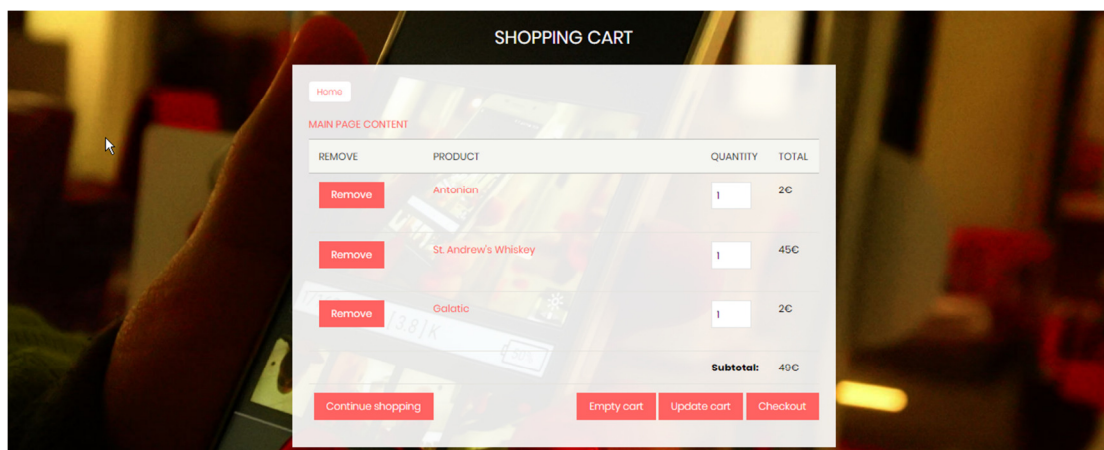 SHOPPING CART
Home
MAIN PAGE CONTENT
REMOVE PRODUCT QUANTITY TOTAL
Remove Antonian 1 2€
Remove St. Andrew's Whiskey 1 45€
Remove Galatic 1 2€
Subtotal: 49€
Continue shopping Empty cart Update cart Checkout